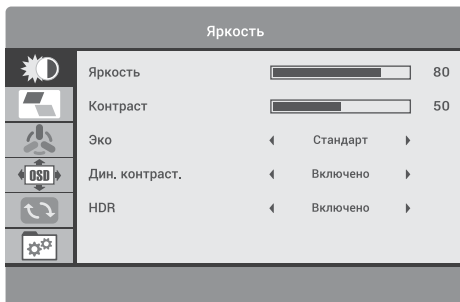 Яркость
Яркость 80
Контраст 50
Эко Стандарт
Дин. контраст. Включено
OSD
HDR Включено